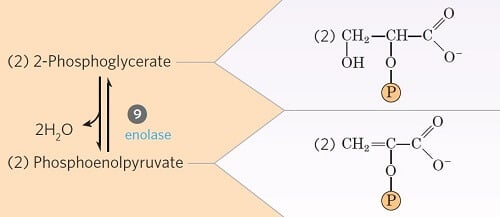 (2) 2-Phosphoglycerate
9
2H₂O
enolase
(2) Phosphoenolpyruvate
O
(2) CH₂—CH—C
OH O O⁻
P
O
(2) CH₂=C—C
O O⁻
P